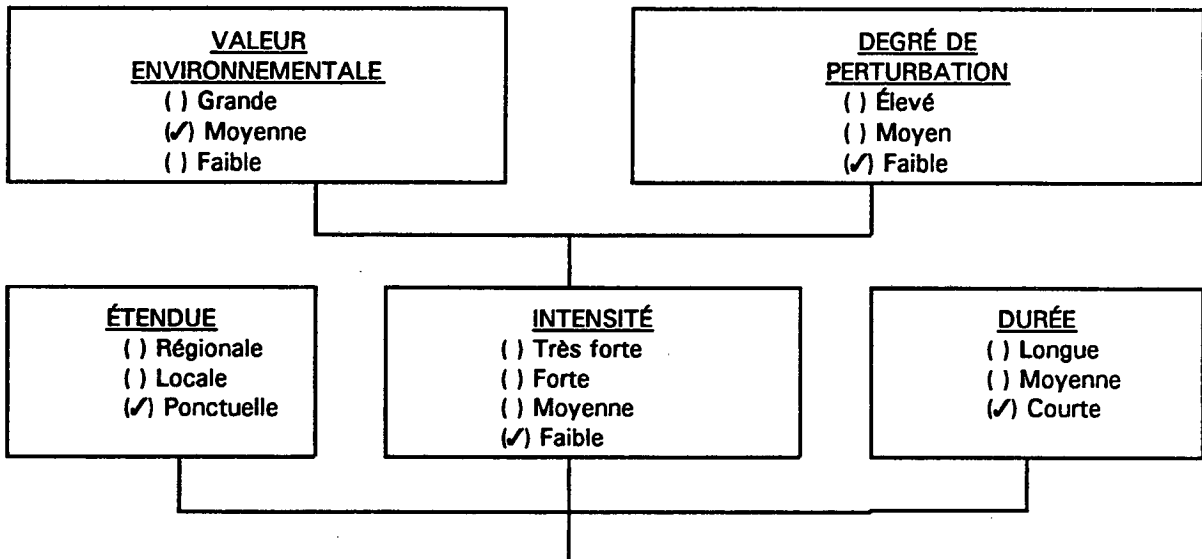 VALEUR
ENVIRONNEMENTALE
( ) Grande
(✓) Moyenne
( ) Faible
DEGRÉ DE
PERTURBATION
( ) Élevé
( ) Moyen
(✓) Faible
ÉTENDUE
( ) Régionale
( ) Locale
(✓) Ponctuelle
INTENSITÉ
( ) Très forte
( ) Forte
( ) Moyenne
(✓) Faible
DURÉE
( ) Longue
( ) Moyenne
(✓) Courte